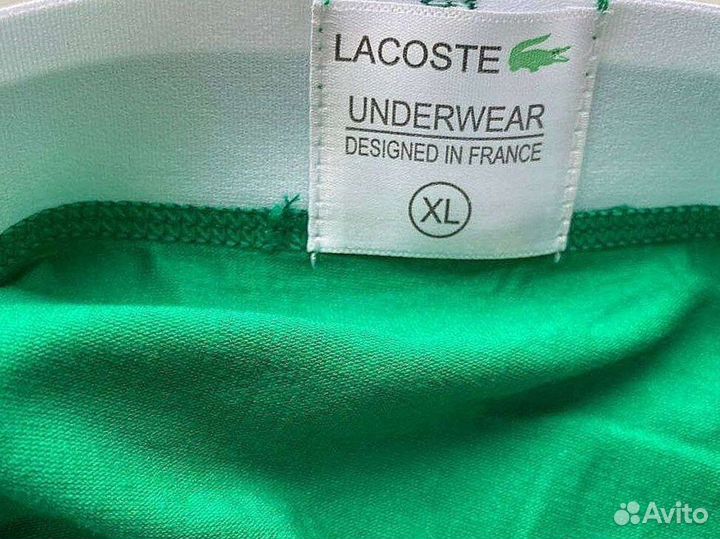 LACOSTE
UNDERWEAR
DESIGNED IN FRANCE
XL
Avito